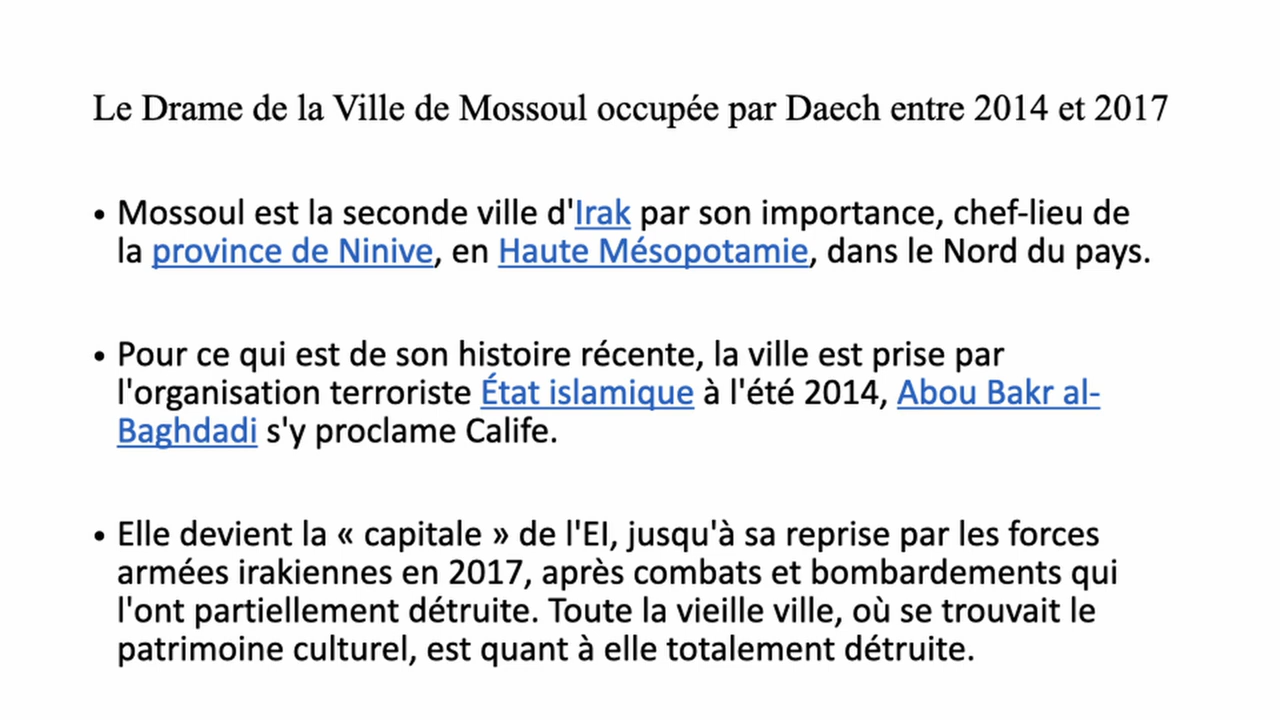 Le Drame de la Ville de Mossoul occupée par Daech entre 2014 et 2017
• Mossoul est la seconde ville d'Irak par son importance, chef-lieu de
la province de Ninive, en Haute Mésopotamie, dans le Nord du pays.
• Pour ce qui est de son histoire récente, la ville est prise par
l'organisation terroriste État islamique à l'été 2014, Abou Bakr al-
Baghdadi s'y proclame Calife.
• Elle devient la « capitale » de l'EI, jusqu'à sa reprise par les forces
armées irakiennes en 2017, après combats et bombardements qui
l'ont partiellement détruite. Toute la vieille ville, où se trouvait le
patrimoine culturel, est quant à elle totalement détruite.